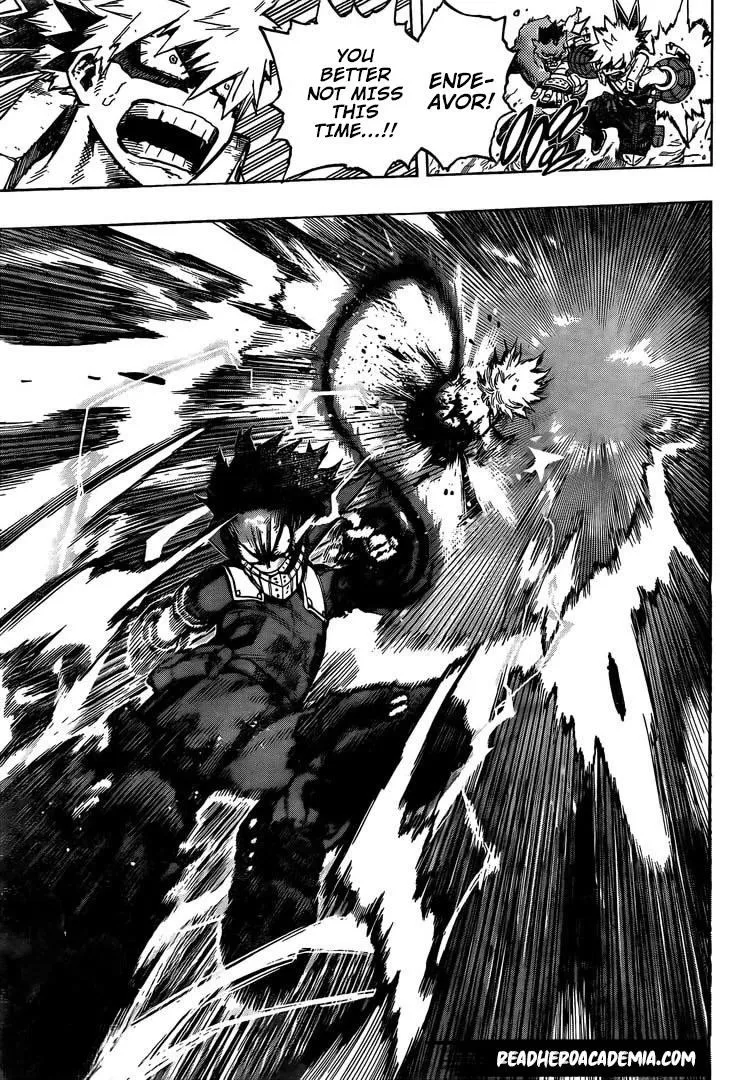 ENDE-
AVOR!
YOU
BETTER
NOT MISS
THIS
TIME...!!
READHEROACADEMIA.COM